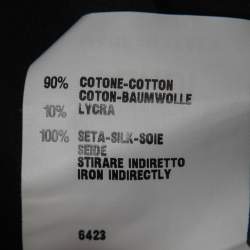 90% COTONE-COTTON
COTON-BAUMWOLLE
10% LYCRA
100% SETA-SILK-SOIE
SEIDE
STIRARE INDIRETTO
IRON INDIRECTLY
6423